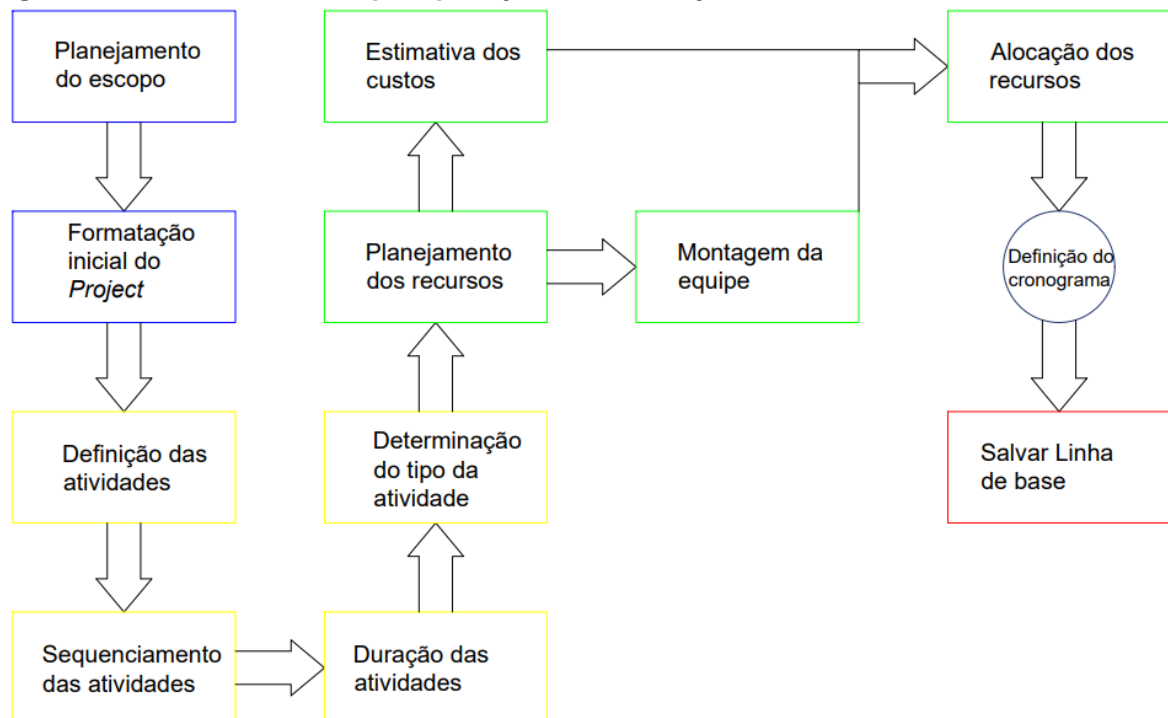 Planejamento
do escopo
Formatação
inicial do
Project
Definição das
atividades
Sequenciamento
das atividades
Duração das
atividades
Determinação
do tipo da
atividade
Planejamento
dos recursos
Estimativa dos
custos
Montagem da
equipe
Alocação dos
recursos
Definição do
cronograma
Salvar Linha
de base